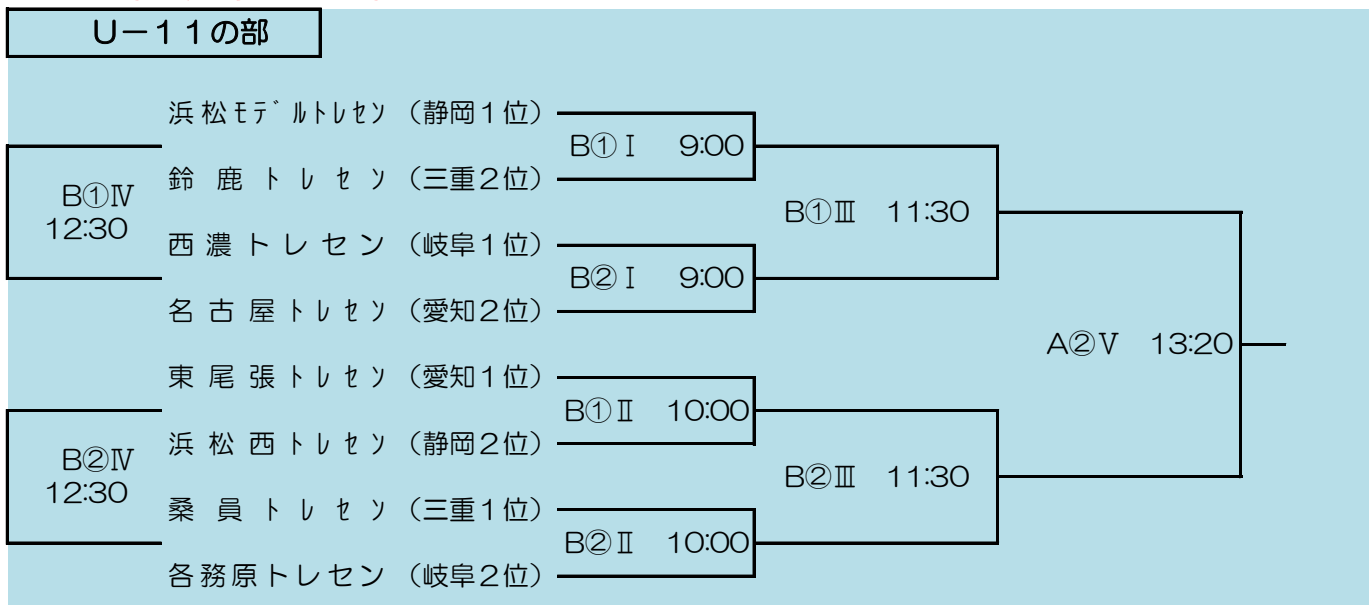 U－１１の部
浜松ﾓﾃﾞﾙﾄﾚｾﾝ（静岡１位）
B①Ⅰ 9:00
鈴鹿ﾄﾚｾﾝ（三重２位）
B①Ⅳ
12:30
B①Ⅲ 11:30
西濃トレセン（岐阜１位）
B②Ⅰ 9:00
名古屋ﾄﾚｾﾝ（愛知２位）
A②Ⅴ 13:20
東尾張ﾄﾚｾﾝ（愛知１位）
B①Ⅱ 10:00
浜松西ﾄﾚｾﾝ（静岡２位）
B②Ⅳ
12:30
B②Ⅲ 11:30
桑員ﾄﾚｾﾝ（三重１位）
B②Ⅱ 10:00
各務原トレセン（岐阜２位）